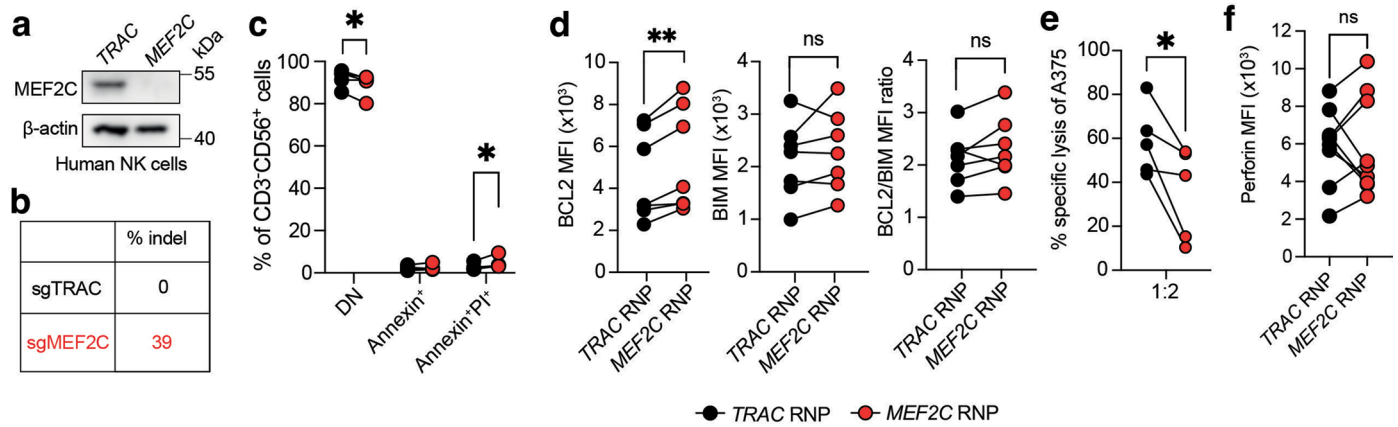 a
TRAC
MEF2C
kDa
MEF2C
55
β-actin
40
Human NK cells
b
% indel
sgTRAC
0
sgMEF2C
39
c
*
*
% of CD3⁻CD56⁺ cells
100
80
60
40
20
0
DN
Annexin⁺
Annexin⁺PI⁺
d
**
BCL2 MFI (x10³)
10
8
6
4
2
0
TRAC RNP
MEF2C RNP
ns
BIM MFI (x10³)
4
3
2
1
0
TRAC RNP
MEF2C RNP
ns
BCL2/BIM MFI ratio
4
3
2
1
0
TRAC RNP
MEF2C RNP
e
*
% specific lysis of A375
100
80
60
40
20
0
1:2
f
ns
Perforin MFI (x10³)
12
10
8
6
4
2
0
TRAC RNP
MEF2C RNP
TRAC RNP
MEF2C RNP